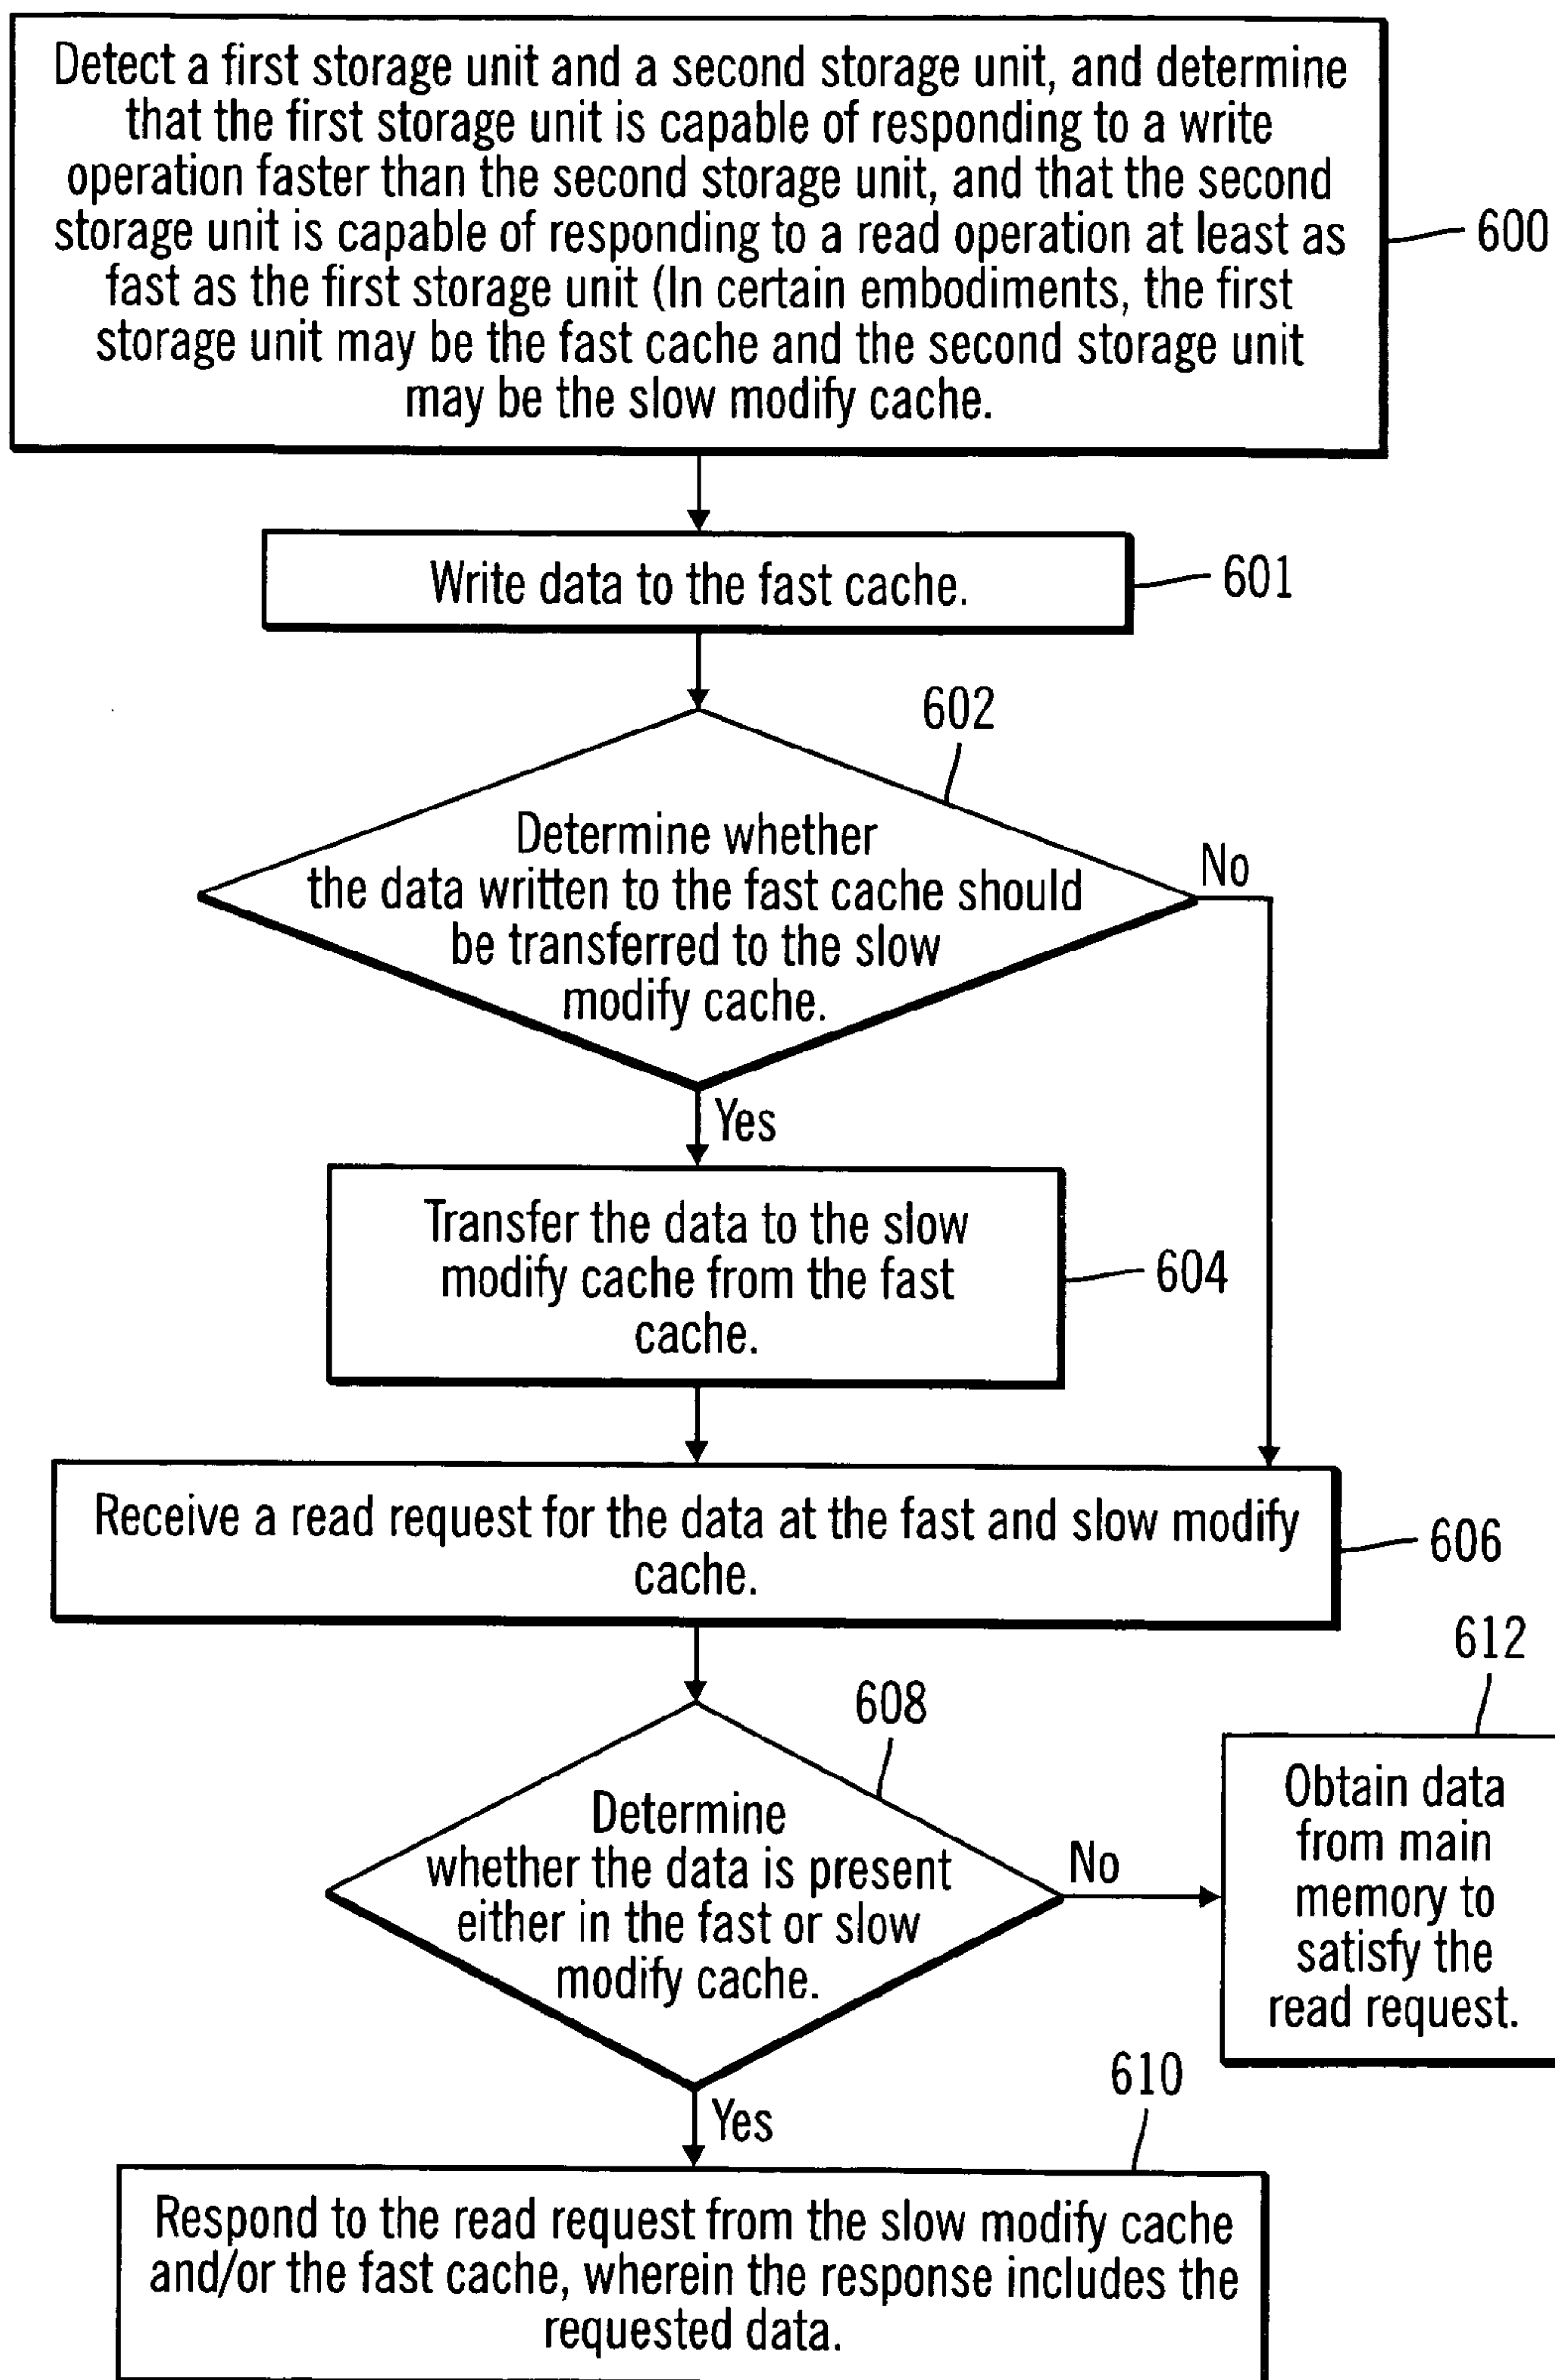 Detect a first storage unit and a second storage unit, and determine
that the first storage unit is capable of responding to a write
operation faster than the second storage unit, and that the second
storage unit is capable of responding to a read operation at least as
fast as the first storage unit (In certain embodiments, the first
storage unit may be the fast cache and the second storage unit
may be the slow modify cache.
600
Write data to the fast cache.
601
602
Determine whether
the data written to the fast cache should
be transferred to the slow
modify cache.
No
Yes
Transfer the data to the slow
modify cache from the fast
cache.
604
Receive a read request for the data at the fast and slow modify
cache.
606
608
Determine
whether the data is present
either in the fast or slow
modify cache.
No
612
Obtain data
from main
memory to
satisfy the
read request.
Yes
610
Respond to the read request from the slow modify cache
and/or the fast cache, wherein the response includes the
requested data.